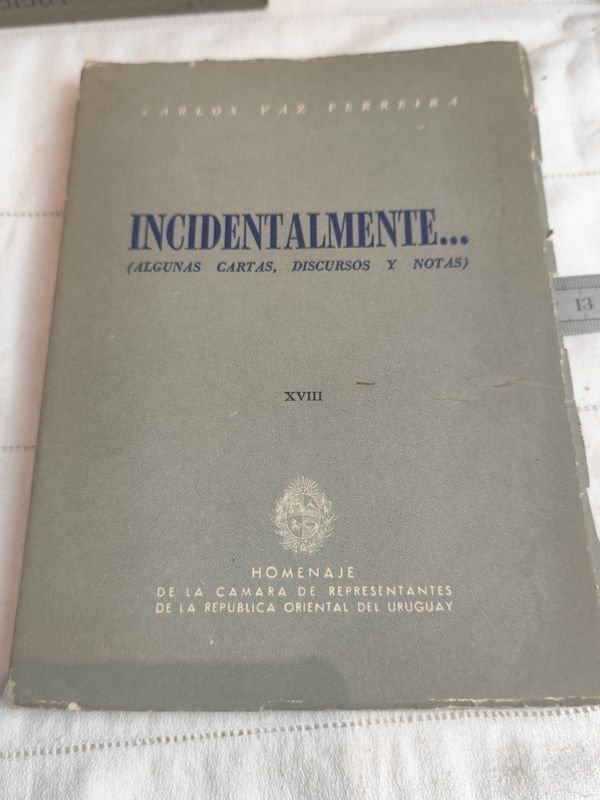 CARLOS VAZ FERREIRA
INCIDENTALMENTE...
(ALGUNAS CARTAS, DISCURSOS Y NOTAS)
13
XVIII
HOMENAJE
DE LA CAMARA DE REPRESENTANTES
DE LA REPUBLICA ORIENTAL DEL URUGUAY